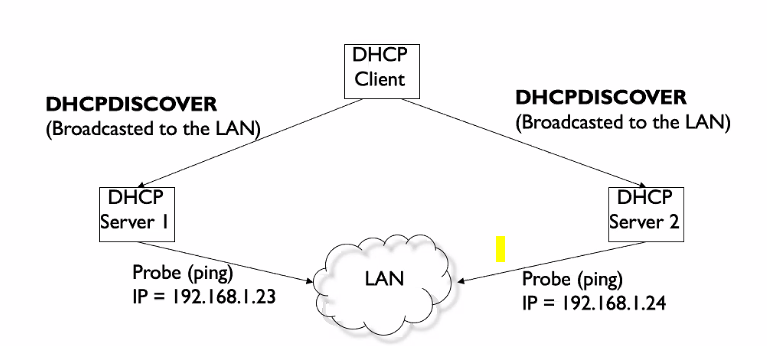 DHCP
Client
DHCPDISCOVER
(Broadcasted to the LAN)
DHCPDISCOVER
(Broadcasted to the LAN)
DHCP
Server 1
DHCP
Server 2
LAN
Probe (ping)
IP = 192.168.1.23
Probe (ping)
IP = 192.168.1.24